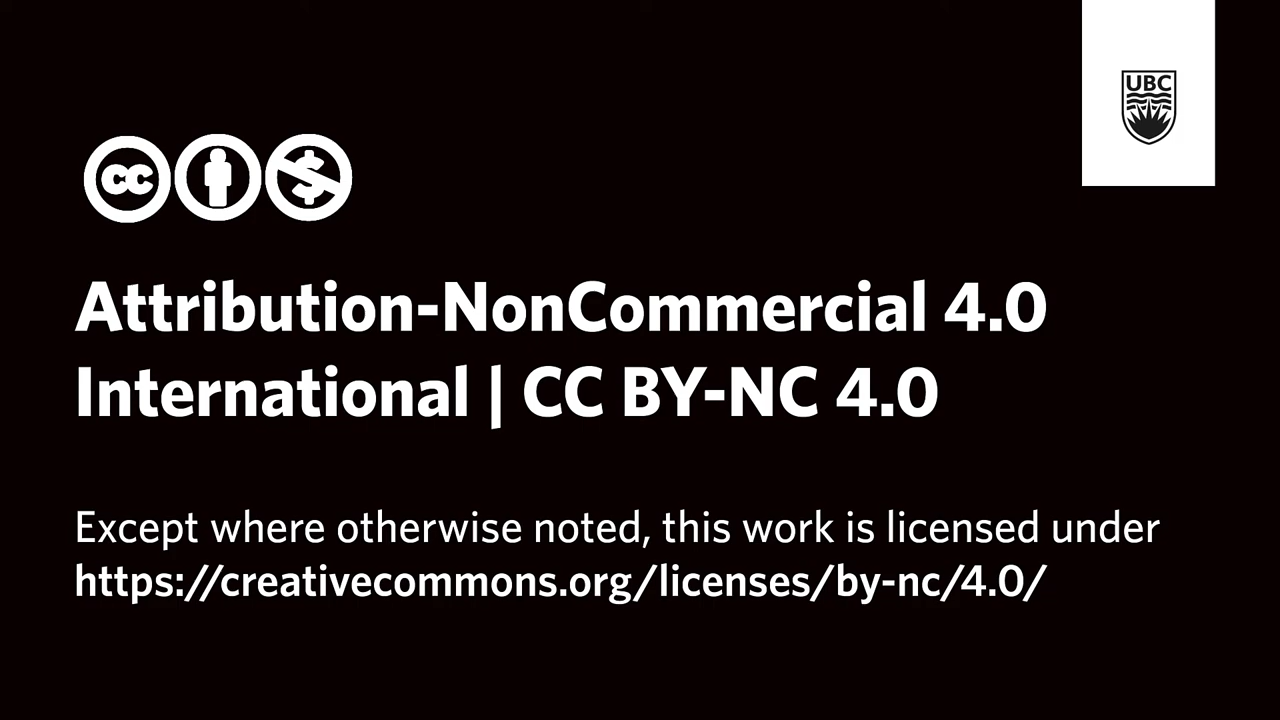 UBC
cc
Attribution-NonCommercial 4.0
International | CC BY-NC 4.0
Except where otherwise noted, this work is licensed under
https://creativecommons.org/licenses/by-nc/4.0/